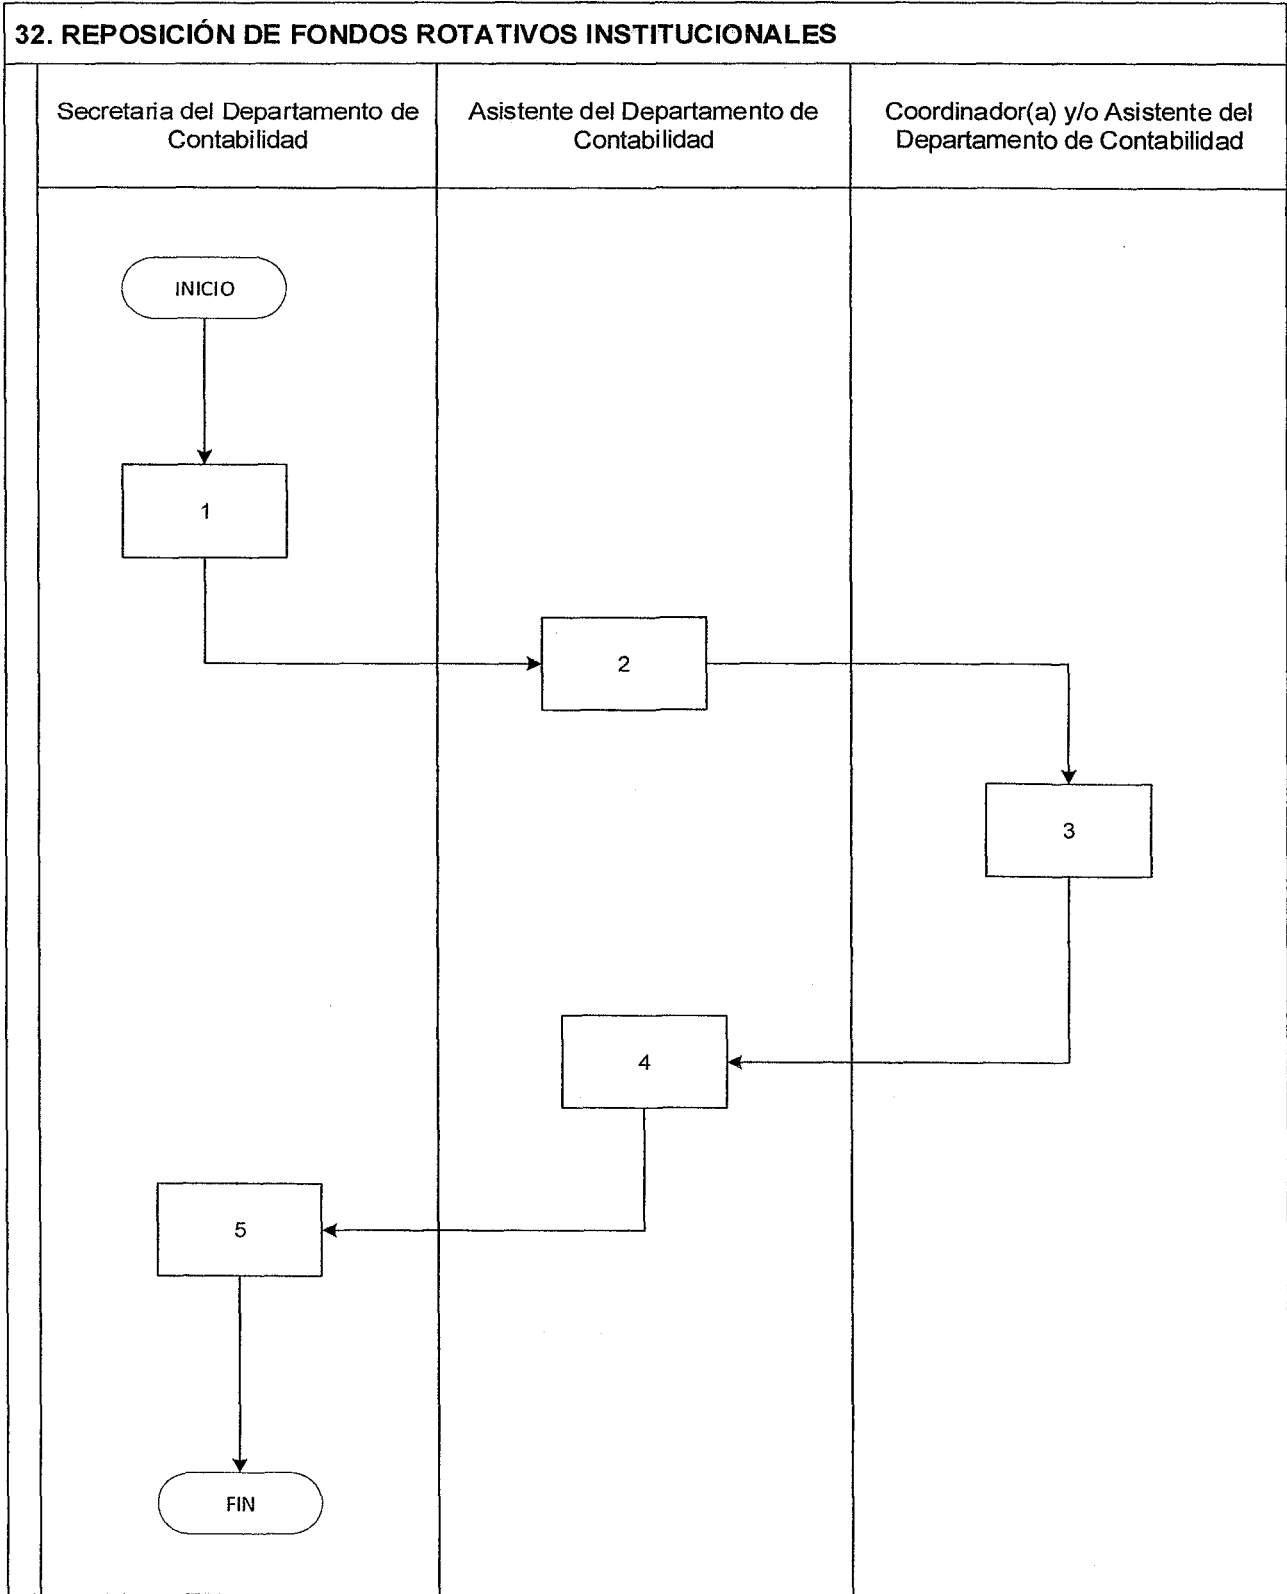 32. REPOSICIÓN DE FONDOS ROTATIVOS INSTITUCIONALES
Secretaria del Departamento de
Contabilidad
Asistente del Departamento de
Contabilidad
Coordinador(a) y/o Asistente del
Departamento de Contabilidad
INICIO
1
2
3
4
5
FIN